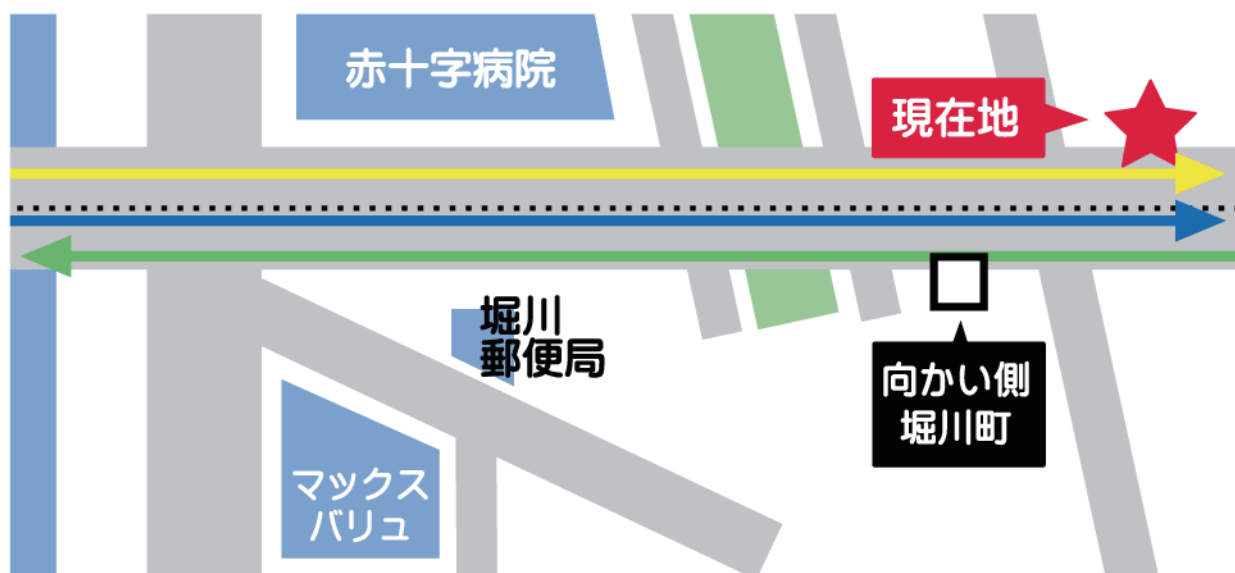 赤十字病院
現在地
堀川
郵便局
向かい側
堀川町
マックス
バリュ